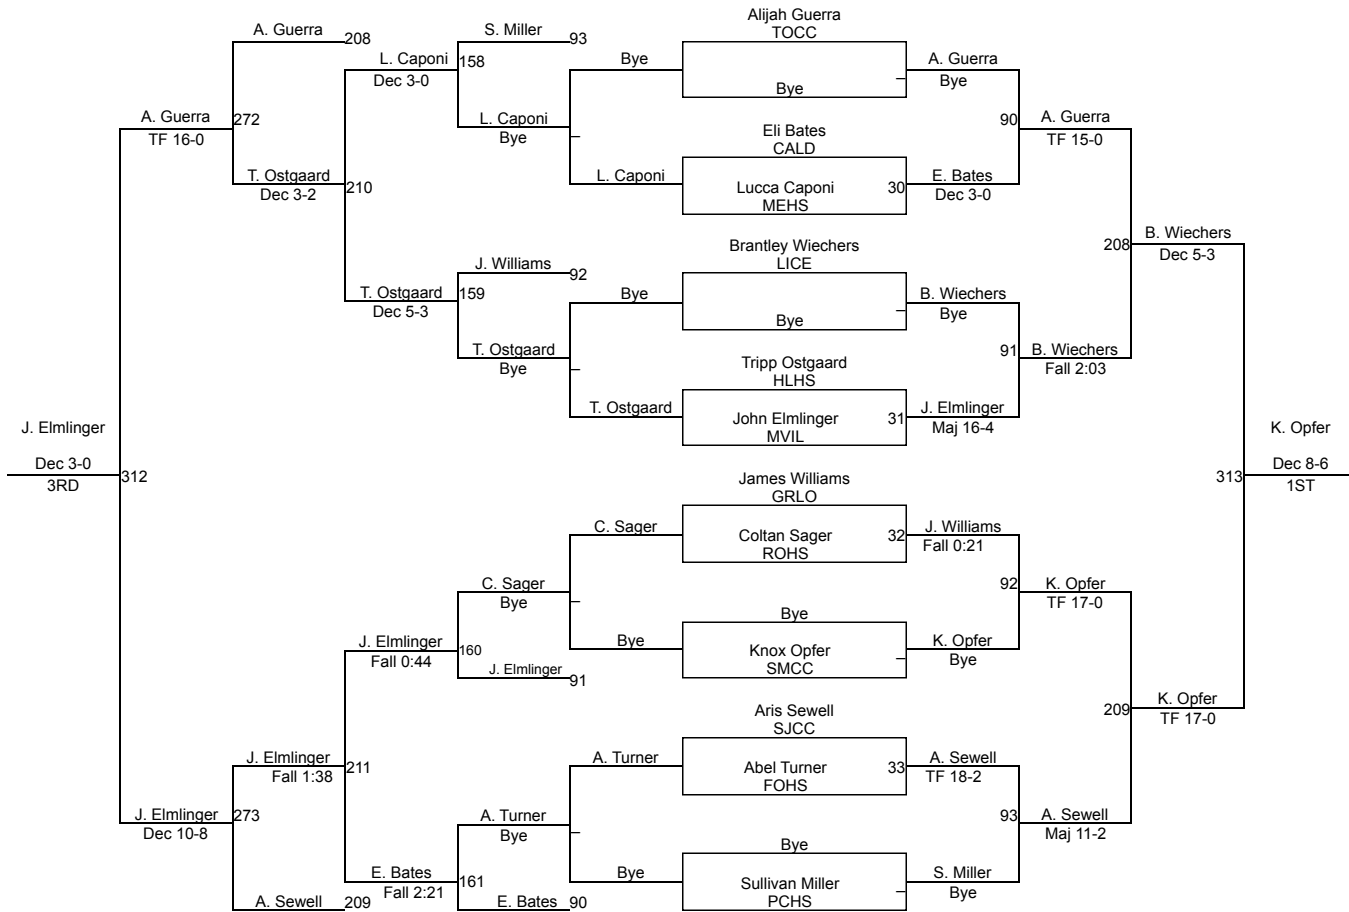 Alijah Guerra
TOCC
A. Guerra
208
S. Miller
93
L. Caponi
158
Dec 3-0
Bye
Bye
A. Guerra
Bye
A. Guerra
272
TF 16-0
L. Caponi
Bye
90
A. Guerra
TF 15-0
Eli Bates
CALD
T. Ostgaard
210
Dec 3-2
L. Caponi
Lucca Caponi
30
MEHS
E. Bates
Dec 3-0
208
B. Wiechers
Dec 5-3
Brantley Wiechers
LICE
J. Williams
92
T. Ostgaard
159
Dec 5-3
Bye
Bye
B. Wiechers
Bye
T. Ostgaard
Bye
91
B. Wiechers
Fall 2:03
Tripp Ostgaard
HLHS
T. Ostgaard
John Elmlinger
31
MVIL
J. Elmlinger
Maj 16-4
J. Elmlinger
Dec 3-0
312
3RD
K. Opfer
313
Dec 8-6
1ST
James Williams
GRLO
C. Sager
Coltan Sager
32
ROHS
J. Williams
Fall 0:21
C. Sager
Bye
92
K. Opfer
TF 17-0
Bye
J. Elmlinger
160
Fall 0:44
Bye
Knox Opfer
SMCC
K. Opfer
Bye
J. Elmlinger
91
209
K. Opfer
TF 17-0
Aris Sewell
SJCC
J. Elmlinger
211
Fall 1:38
A. Turner
Abel Turner
33
FOHS
A. Sewell
TF 18-2
J. Elmlinger
273
Dec 10-8
A. Turner
Bye
93
A. Sewell
Maj 11-2
Bye
E. Bates
161
Fall 2:21
Bye
Sullivan Miller
PCHS
S. Miller
Bye
A. Sewell
209
E. Bates
90